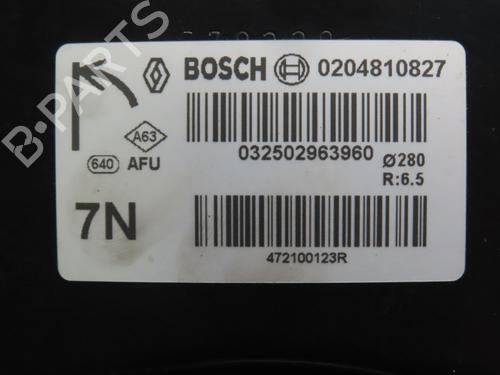 BOSCH 0204810827
A63
032502963960
640 AFU
Ø280
R:6.5
7N
472100123R
B-PARTS